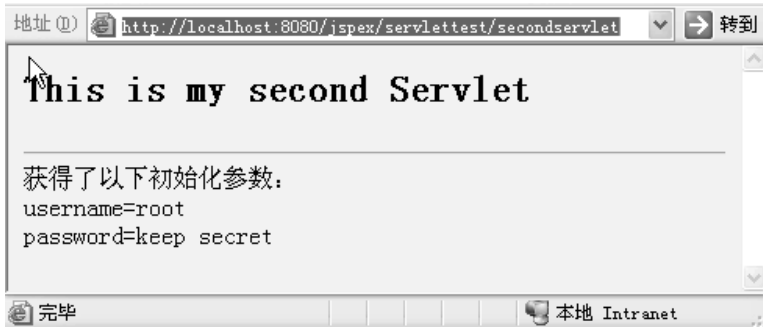 地址(D) http://localhost:8080/jspex/servlettest/secondservlet 转到
This is my second Servlet
获得了以下初始化参数：
username=root
password=keep secret
完毕 本地 Intranet